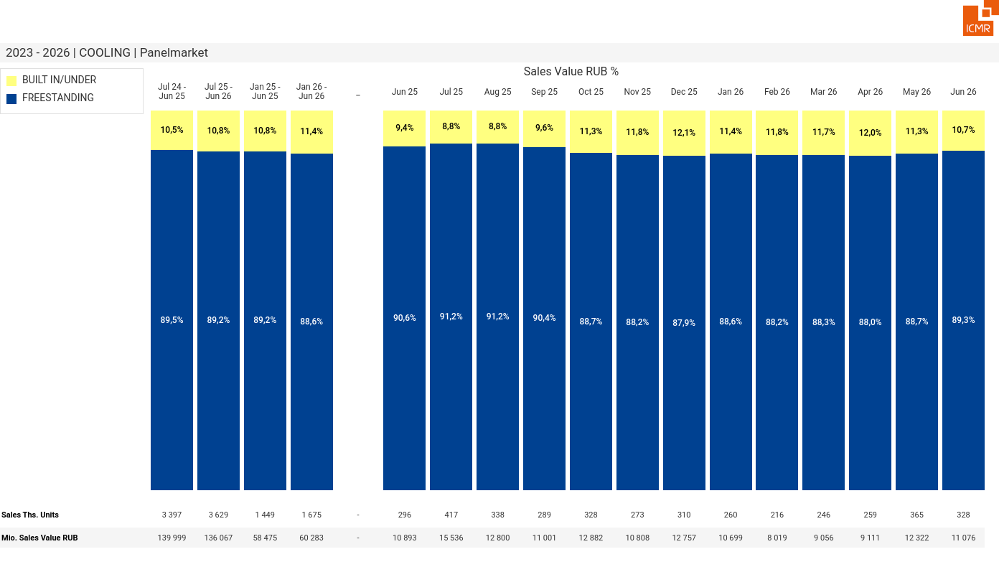 ICMR
2023 - 2026 | COOLING | Panelmarket
BUILT IN/UNDER
FREESTANDING
Sales Value RUB %
Jul 24 - Jun 25 Jul 25 - Jun 26 Jan 25 - Jun 25 Jan 26 - Jun 26 – Jun 25 Jul 25 Aug 25 Sep 25 Oct 25 Nov 25 Dec 25 Jan 26 Feb 26 Mar 26 Apr 26 May 26 Jun 26
10,5% 10,8% 10,8% 11,4% 9,4% 8,8% 8,8% 9,6% 11,3% 11,8% 12,1% 11,4% 11,8% 11,7% 12,0% 11,3% 10,7%
89,5% 89,2% 89,2% 88,6% 90,6% 91,2% 91,2% 90,4% 88,7% 88,2% 87,9% 88,6% 88,2% 88,3% 88,0% 88,7% 89,3%
Sales Ths. Units 3 397 3 629 1 449 1 675 - 296 417 338 289 328 273 310 260 216 246 259 365 328
Mio. Sales Value RUB 139 999 136 067 58 475 60 283 - 10 893 15 536 12 800 11 001 12 882 10 808 12 757 10 699 8 019 9 056 9 111 12 322 11 076